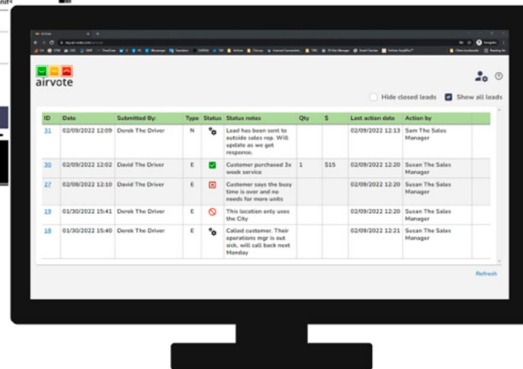 airvote
Hide closed leads
Show all leads
ID Date Submitted By: Type Status Status notes Qty $ Last action date Action by
31 02/09/2022 12:09 Derek The Driver N Lead has been sent to 02/09/2022 12:13 Sam The Sales
outside sales rep. Will Manager
update as we get
response.
30 02/09/2022 12:02 David The Driver E Customer purchased 3x 1 $15 02/09/2022 12:20 Susan The Sales
week service Manager
27 02/08/2022 12:10 David The Driver E Customer says the busy 02/09/2022 12:20 Susan The Sales
time is over and no Manager
needs for more units
19 01/30/2022 15:41 Derek The Driver E This location only uses 02/09/2022 12:20 Susan The Sales
the City Manager
18 01/30/2022 15:40 Derek The Driver E Called customer. Their 02/09/2022 12:21 Susan The Sales
operations mgr is out Manager
sick, will call back next
Monday
Refresh